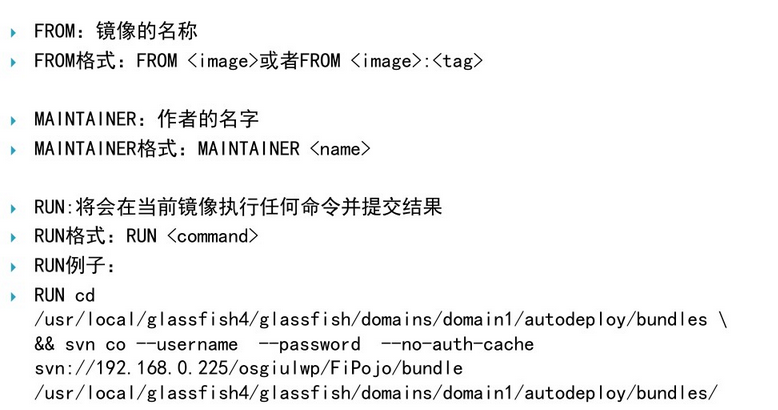 FROM：镜像的名称
FROM格式：FROM <image>或者FROM <image>:<tag>
MAINTAINER：作者的名字
MAINTAINER格式：MAINTAINER <name>
RUN:将会在当前镜像执行任何命令并提交结果
RUN格式：RUN <command>
RUN例子：
RUN cd
/usr/local/glassfish4/glassfish/domains/domain1/autodeploy/bundles \
&& svn co --username  --password  --no-auth-cache
svn://192.168.0.225/osgiulwp/FiPojo/bundle
/usr/local/glassfish4/glassfish/domains/domain1/autodeploy/bundles/